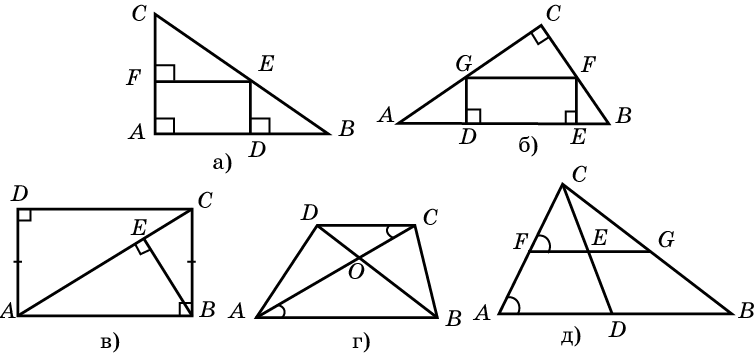 C
F E
A D B
а)
C
G F
A D E B
б)
D C
E
A B
в)
D C
O
A B
г)
C
F E G
A D B
д)